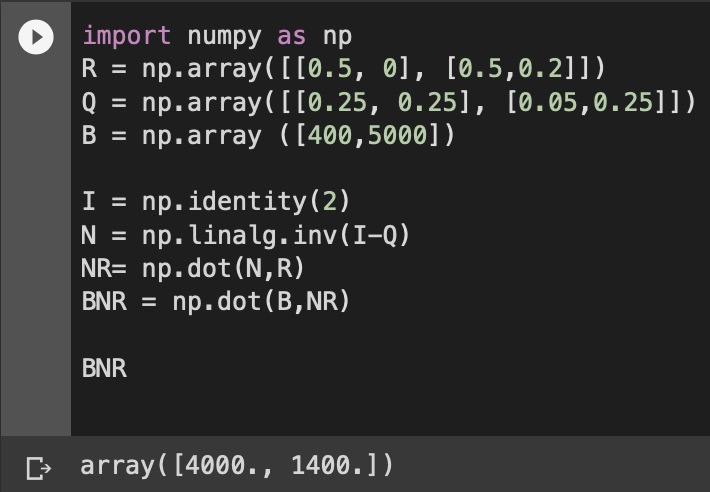 import numpy as np
R = np.array([[0.5, 0], [0.5,0.2]])
Q = np.array([[0.25, 0.25], [0.05,0.25]])
B = np.array ([400,5000])
I = np.identity(2)
N = np.linalg.inv(I-Q)
NR= np.dot(N,R)
BNR = np.dot(B,NR)
BNR
array([4000., 1400.])